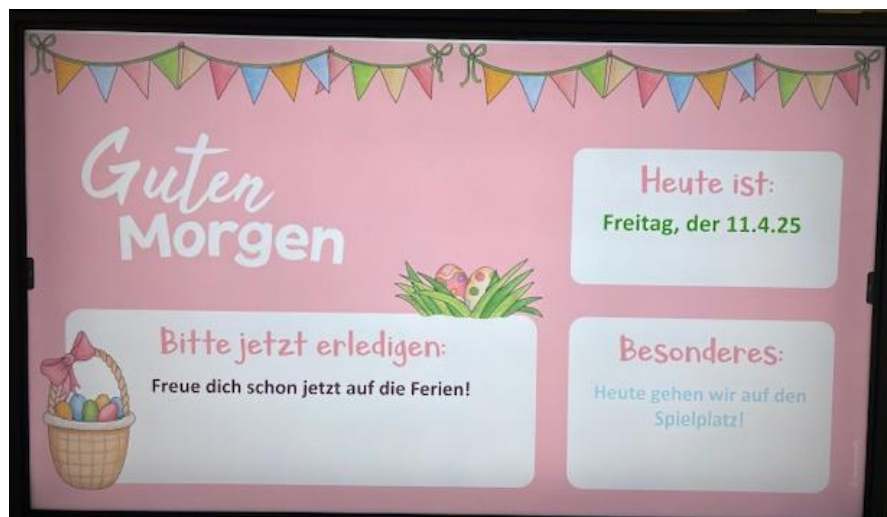 Guten
Morgen
Heute ist:
Freitag, der 11.4.25
Bitte jetzt erledigen:
Freue dich schon jetzt auf die Ferien!
Besonderes:
Heute gehen wir auf den
Spielplatz!